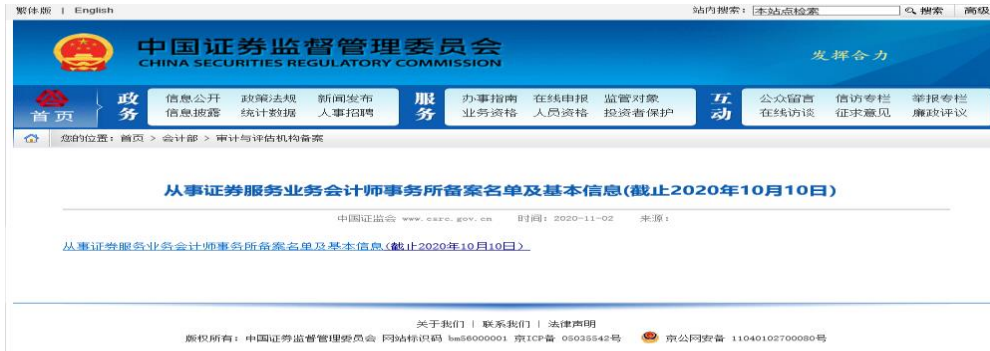 繁体版 | English 站内搜索: 本站点检索 搜索 高级
中国证券监督管理委员会
CHINA SECURITIES REGULATORY COMMISSION
发挥合力
首页 政务 信息公开 政策法规 新闻发布 服务 办事指南 在线申报 监管对象 互动 公众留言 信访专栏 举报专栏
信息披露 统计数据 人事招聘 业务资格 人员资格 投资者保护 在线访谈 征求意见 廉政评议
您的位置：首页 > 会计部 > 审计与评估机构备案
从事证券服务业务会计师事务所备案名单及基本信息(截止2020年10月10日)
中国证监会 www.csrc.gov.cn 时间：2020-11-02 来源：
从事证券服务业务会计师事务所备案名单及基本信息(截止2020年10月10日)
关于我们 | 联系我们 | 法律声明
版权所有：中国证券监督管理委员会 网站标识码 bm56000001 京ICP备 05035542号 京公网安备 11040102700080号